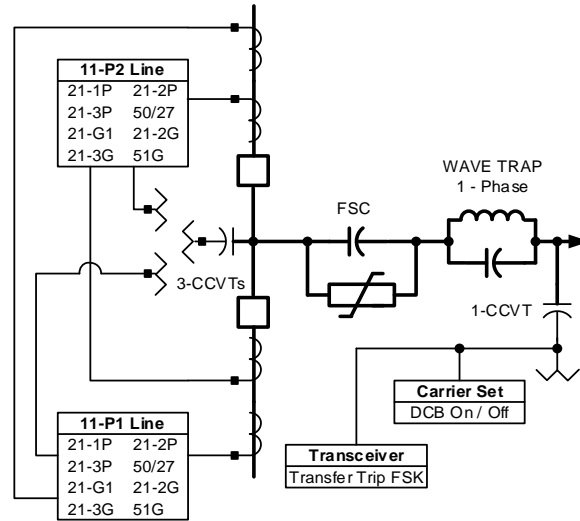 11-P2 Line
21-1P 21-2P
21-3P 50/27
21-G1 21-2G
21-3G 51G
WAVE TRAP
1 - Phase
FSC
3-CCVTs
1-CCVT
Carrier Set
DCB On / Off
11-P1 Line
21-1P 21-2P
21-3P 50/27
21-G1 21-2G
21-3G 51G
Transceiver
Transfer Trip FSK